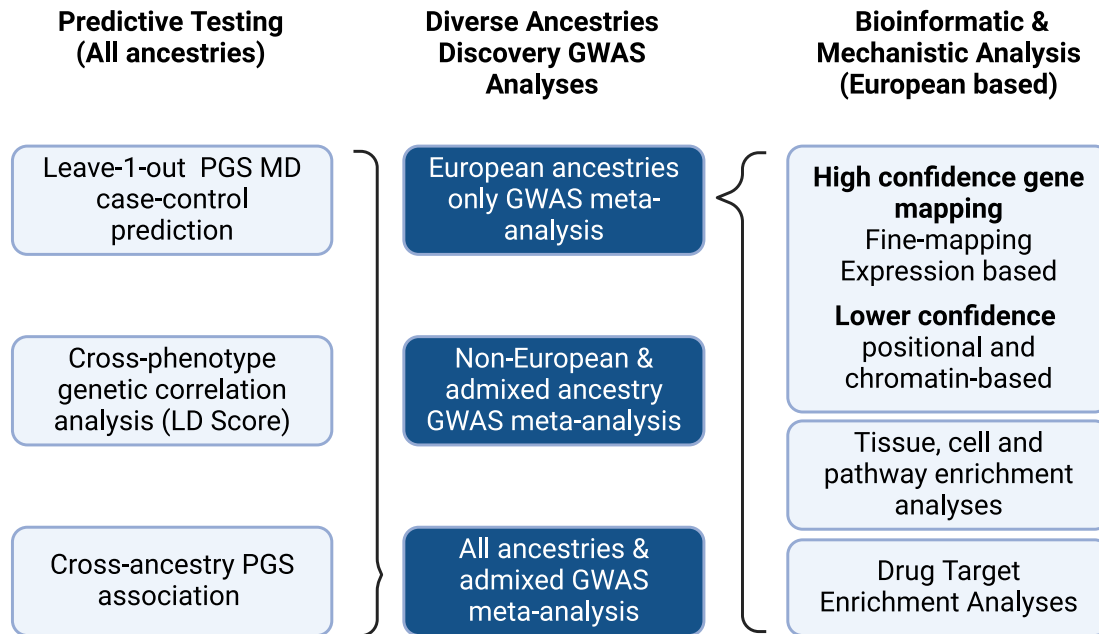 Predictive Testing
(All ancestries)
Leave-1-out PGS MD
case-control
prediction
Cross-phenotype
genetic correlation
analysis (LD Score)
Cross-ancestry PGS
association
Diverse Ancestries
Discovery GWAS
Analyses
European ancestries
only GWAS meta-
analysis
Non-European &
admixed ancestry
GWAS meta-analysis
All ancestries &
admixed GWAS
meta-analysis
Bioinformatic &
Mechanistic Analysis
(European based)
High confidence gene
mapping
Fine-mapping
Expression based
Lower confidence
positional and
chromatin-based
Tissue, cell and
pathway enrichment
analyses
Drug Target
Enrichment Analyses